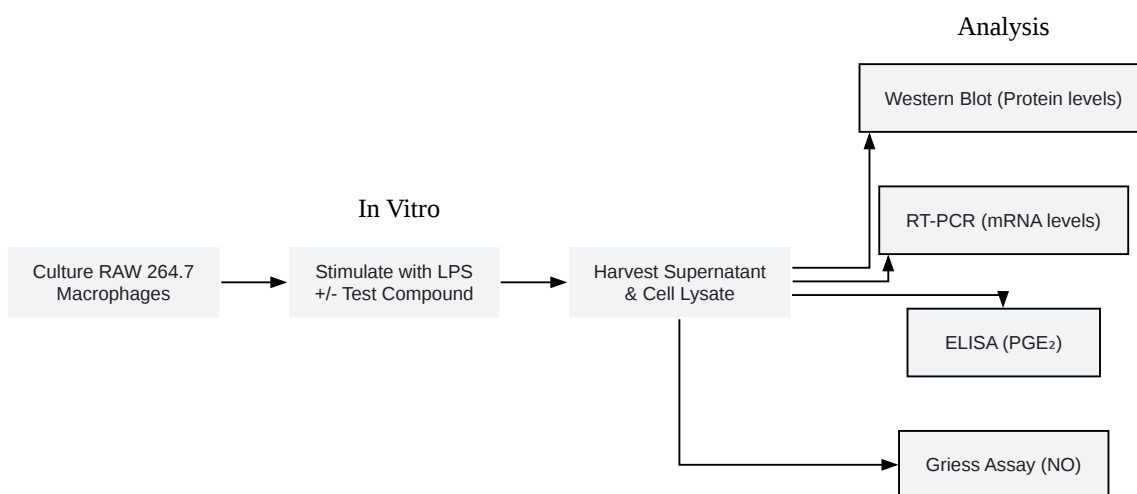 Analysis
Western Blot (Protein levels)
In Vitro
RT-PCR (mRNA levels)
Culture RAW 264.7
Macrophages
Stimulate with LPS
+/- Test Compound
Harvest Supernatant
& Cell Lysate
ELISA (PGE₂)
Griess Assay (NO)